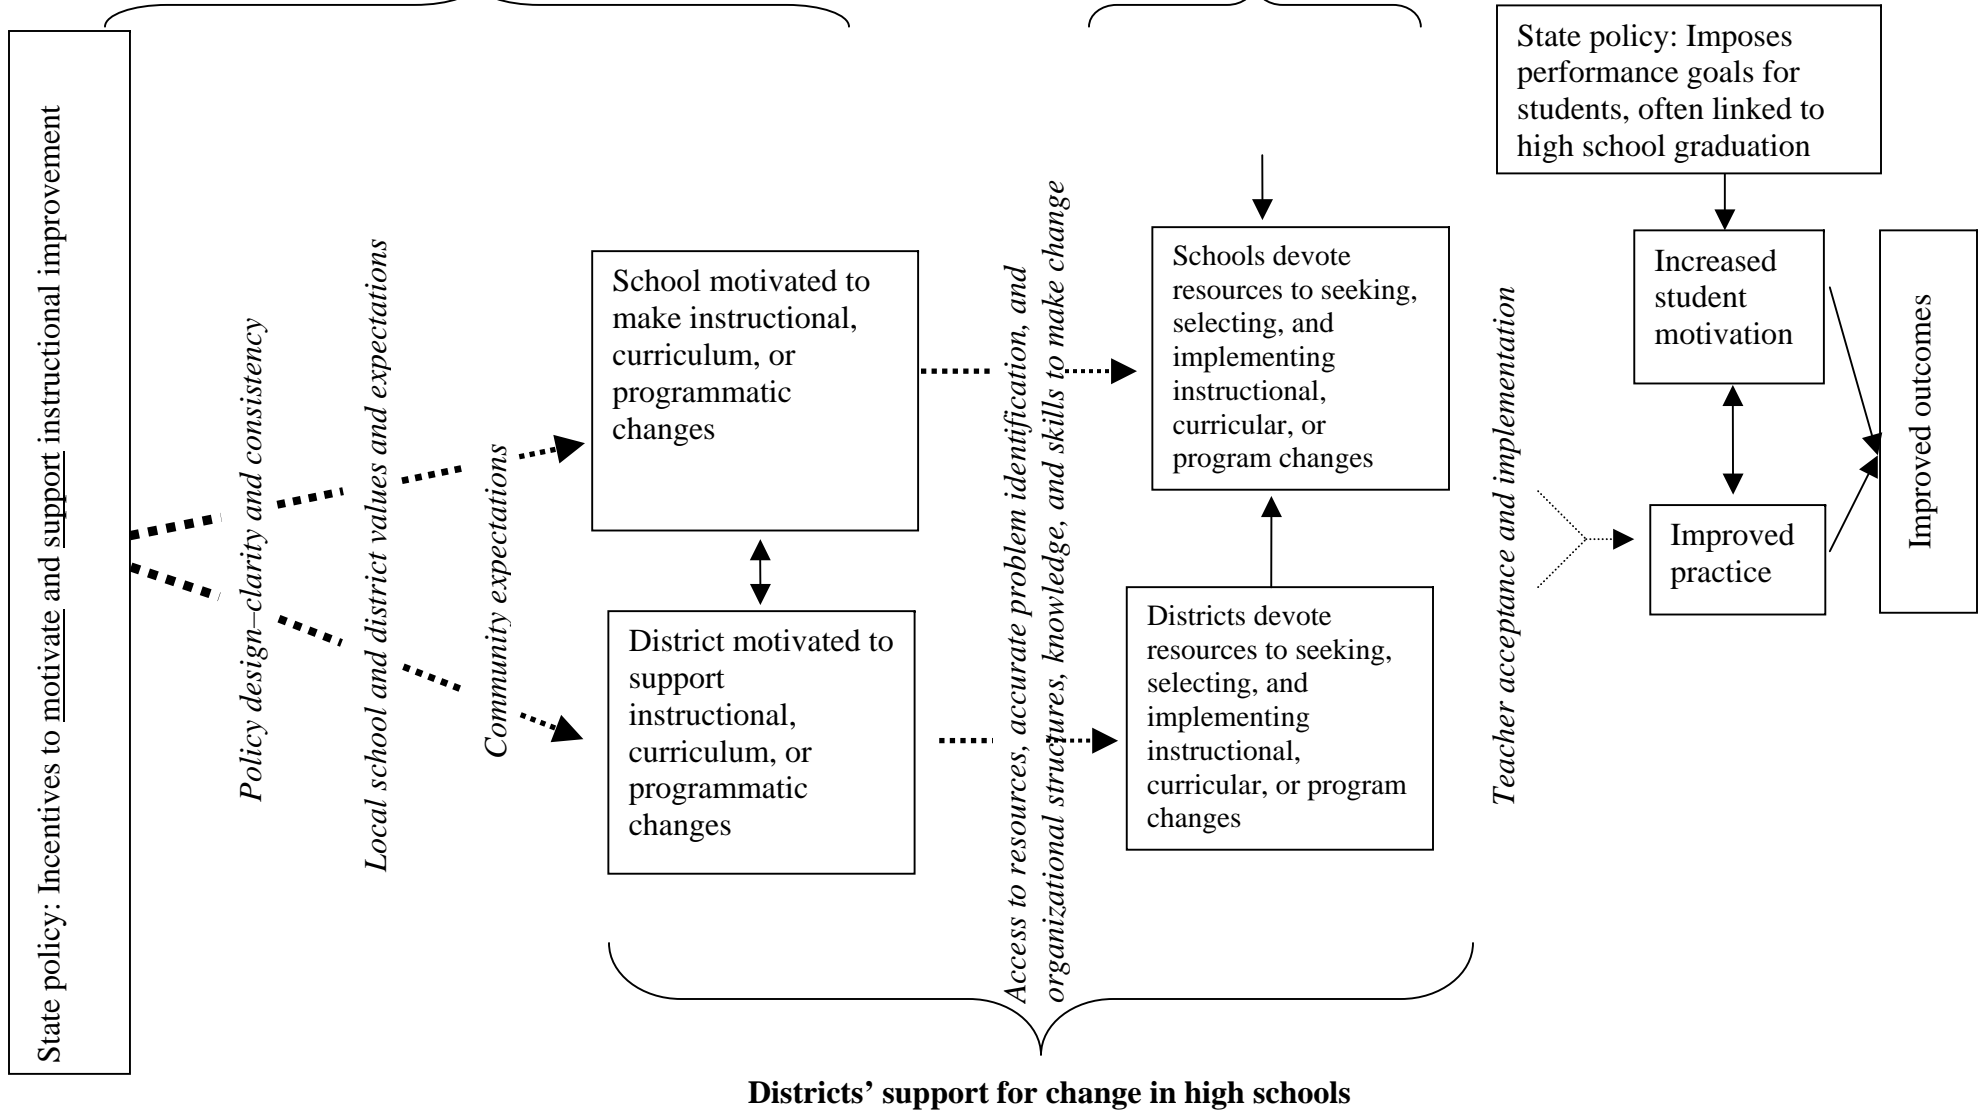 State policy: Incentives to motivate and support instructional improvement
Policy design–clarity and consistency
Local school and district values and expectations
Community expectations
School motivated to
make instructional,
curriculum, or
programmatic
changes
District motivated to
support
instructional,
curriculum, or
programmatic
changes
Access to resources, accurate problem identification, and
organizational structures, knowledge, and skills to make change
Schools devote
resources to seeking,
selecting, and
implementing
instructional,
curricular, or
program changes
Districts devote
resources to seeking,
selecting, and
implementing
instructional,
curricular, or program
changes
Teacher acceptance and implementation
State policy: Imposes
performance goals for
students, often linked to
high school graduation
Increased
student
motivation
Improved
practice
Improved outcomes
Districts’ support for change in high schools